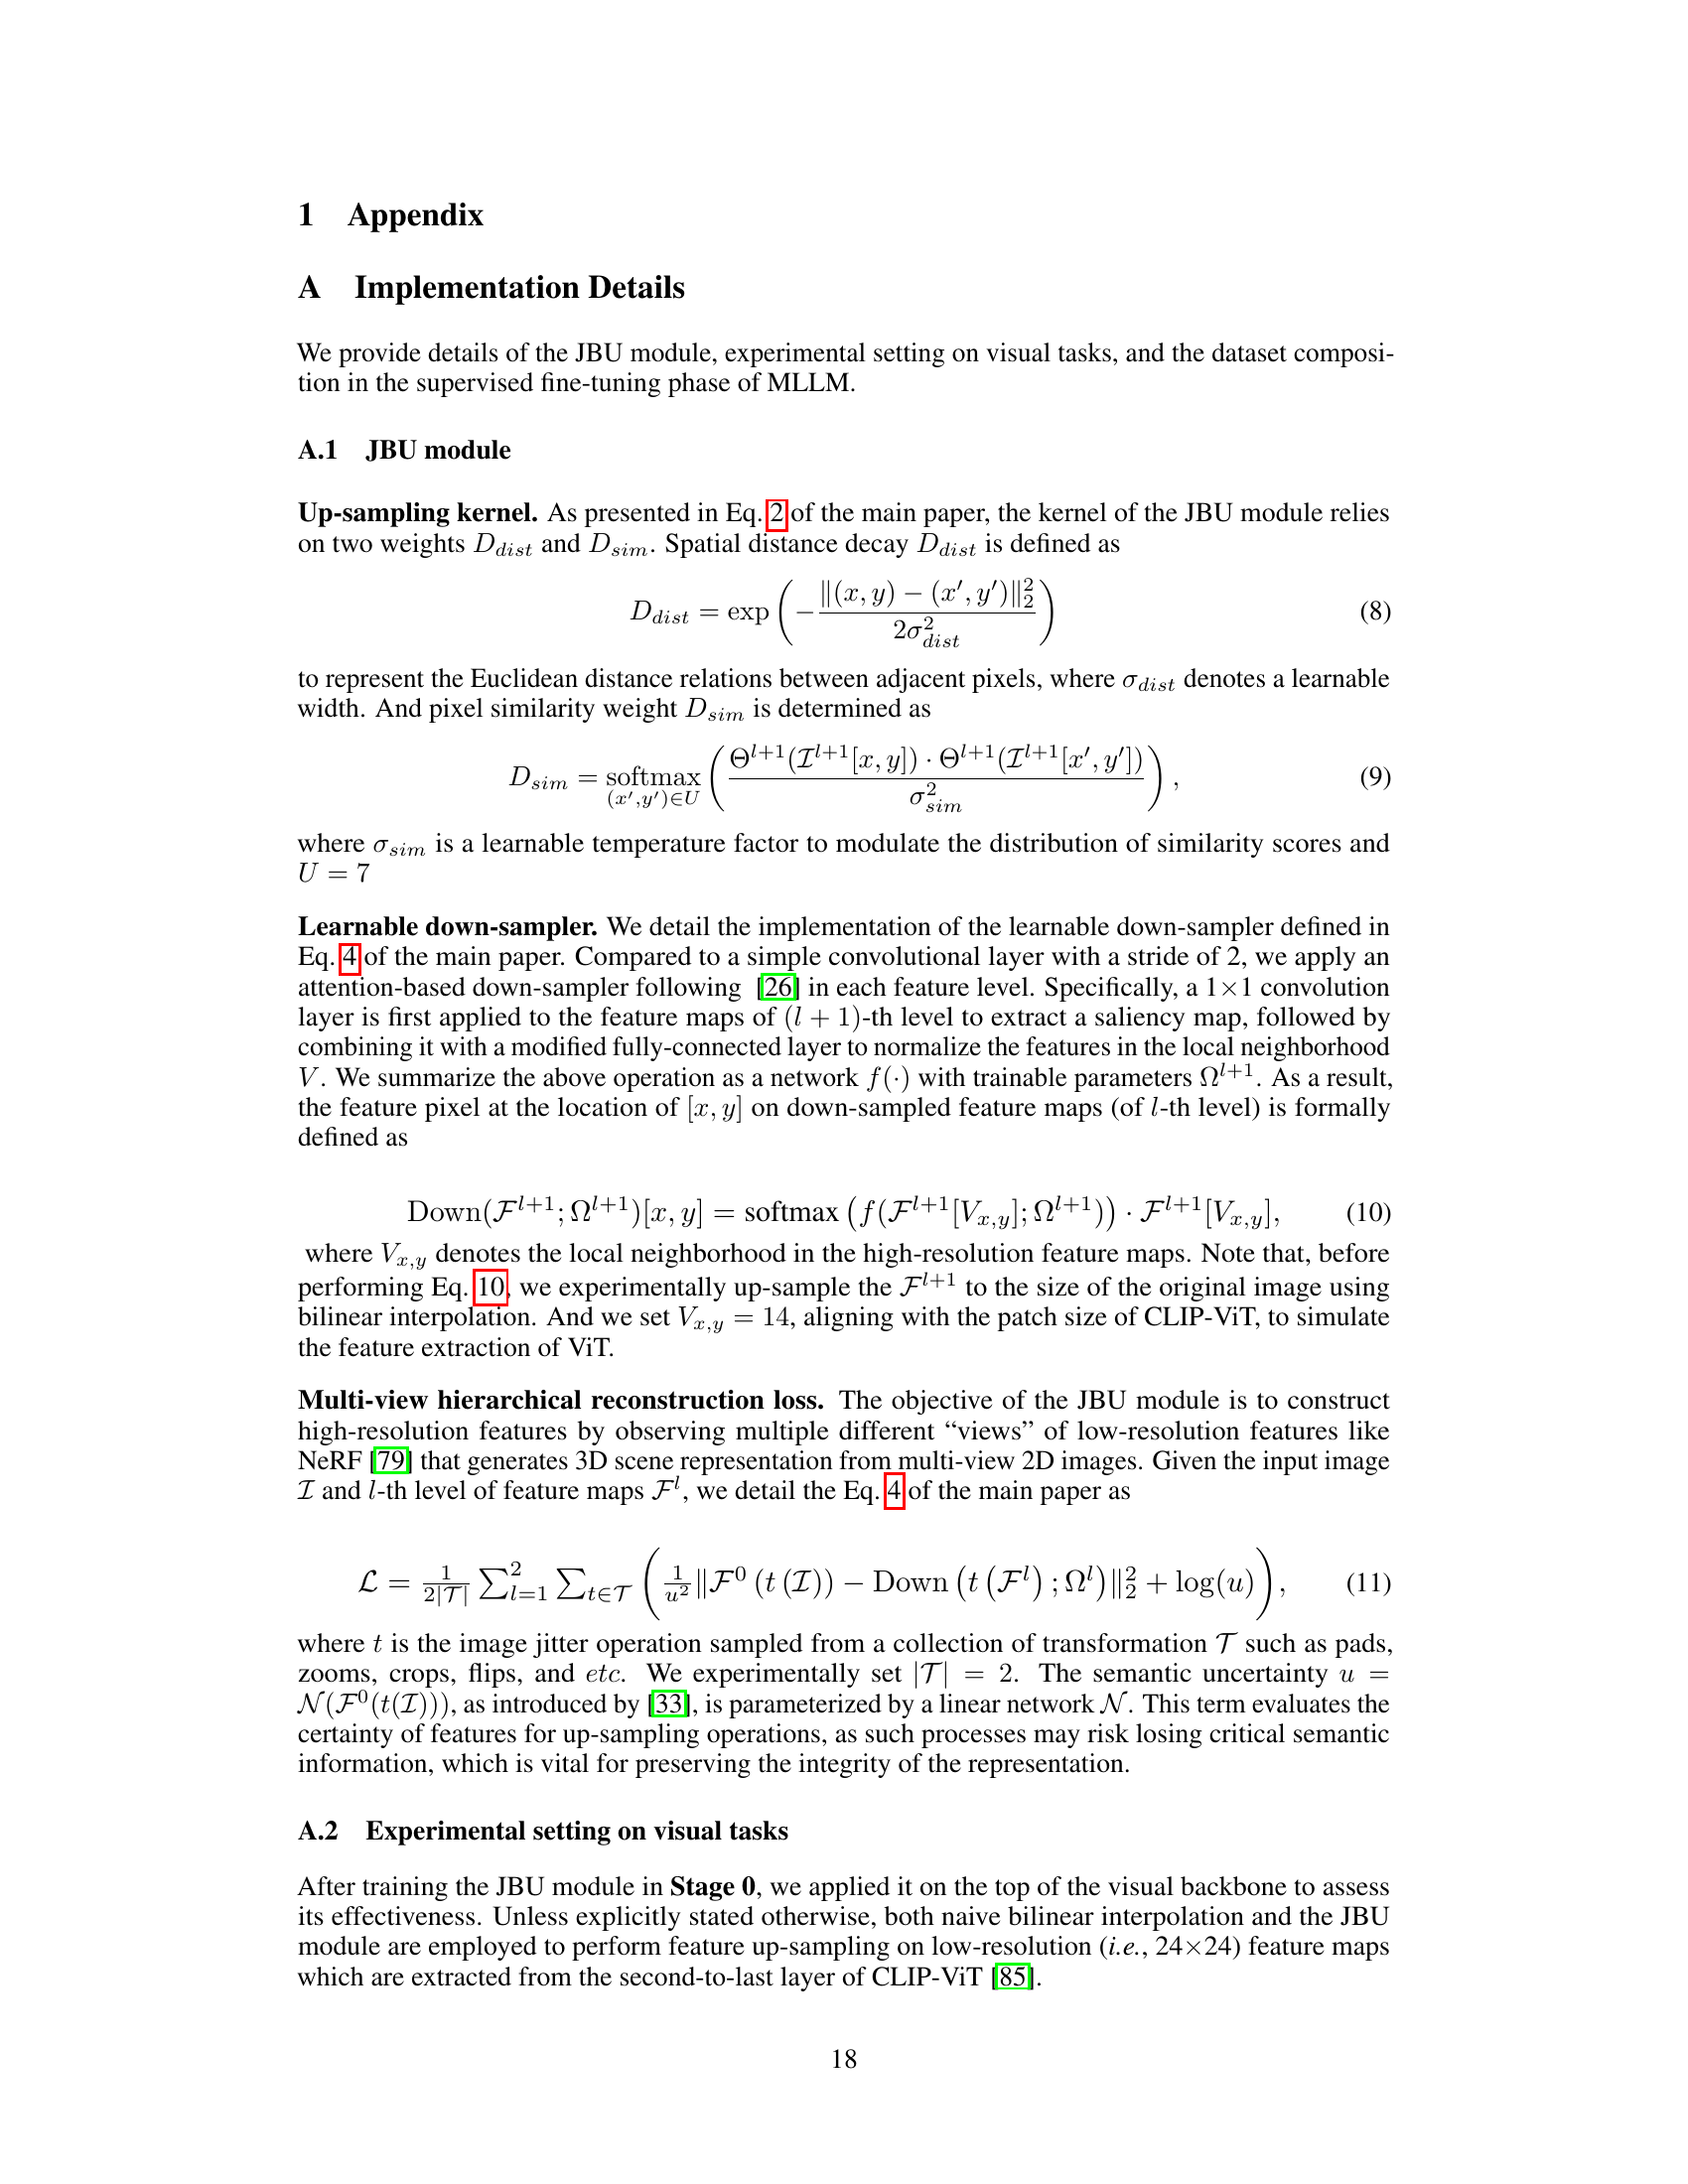 1 Appendix
A Implementation Details
We provide details of the JBU module, experimental setting on visual tasks, and the dataset composi-
tion in the supervised fine-tuning phase of MLLM.
A.1 JBU module
Up-sampling kernel. As presented in Eq. 2 of the main paper, the kernel of the JBU module relies
on two weights $D_{dist}$ and $D_{sim}$. Spatial distance decay $D_{dist}$ is defined as
$D_{dist} = \exp\left(-\frac{\|(x,y)-(x',y')\|_2^2}{2\sigma_{dist}^2}\right)$ (8)
to represent the Euclidean distance relations between adjacent pixels, where $\sigma_{dist}$ denotes a learnable
width. And pixel similarity weight $D_{sim}$ is determined as
$D_{sim} = \underset{(x',y')\in U}{\mathrm{softmax}}\left(\frac{\Theta^{l+1}(\mathcal{I}^{l+1}[x,y])\cdot\Theta^{l+1}(\mathcal{I}^{l+1}[x',y'])}{\sigma_{sim}^2}\right),$ (9)
where $\sigma_{sim}$ is a learnable temperature factor to modulate the distribution of similarity scores and
$U = 7$
Learnable down-sampler. We detail the implementation of the learnable down-sampler defined in
Eq. 4 of the main paper. Compared to a simple convolutional layer with a stride of 2, we apply an
attention-based down-sampler following [26] in each feature level. Specifically, a 1×1 convolution
layer is first applied to the feature maps of $(l+1)$-th level to extract a saliency map, followed by
combining it with a modified fully-connected layer to normalize the features in the local neighborhood
$V$. We summarize the above operation as a network $f(\cdot)$ with trainable parameters $\Omega^{l+1}$. As a result,
the feature pixel at the location of $[x,y]$ on down-sampled feature maps (of $l$-th level) is formally
defined as
$\mathrm{Down}(\mathcal{F}^{l+1};\Omega^{l+1})[x,y] = \mathrm{softmax}\left(f(\mathcal{F}^{l+1}[V_{x,y}];\Omega^{l+1})\right)\cdot\mathcal{F}^{l+1}[V_{x,y}],$ (10)
where $V_{x,y}$ denotes the local neighborhood in the high-resolution feature maps. Note that, before
performing Eq. 10, we experimentally up-sample the $\mathcal{F}^{l+1}$ to the size of the original image using
bilinear interpolation. And we set $V_{x,y} = 14$, aligning with the patch size of CLIP-ViT, to simulate
the feature extraction of ViT.
Multi-view hierarchical reconstruction loss. The objective of the JBU module is to construct
high-resolution features by observing multiple different “views” of low-resolution features like
NeRF [79] that generates 3D scene representation from multi-view 2D images. Given the input image
$\mathcal{I}$ and $l$-th level of feature maps $\mathcal{F}^l$, we detail the Eq. 4 of the main paper as
$\mathcal{L} = \frac{1}{2|\mathcal{T}|}\sum_{l=1}^{2}\sum_{t\in\mathcal{T}}\left(\frac{1}{u^2}\|\mathcal{F}^0(t(\mathcal{I})) - \mathrm{Down}(t(\mathcal{F}^l);\Omega^l)\|_2^2 + \log(u)\right),$ (11)
where $t$ is the image jitter operation sampled from a collection of transformation $\mathcal{T}$ such as pads,
zooms, crops, flips, and etc. We experimentally set $|\mathcal{T}| = 2$. The semantic uncertainty $u =$
$\mathcal{N}(\mathcal{F}^0(t(\mathcal{I})))$, as introduced by [33], is parameterized by a linear network $\mathcal{N}$. This term evaluates the
certainty of features for up-sampling operations, as such processes may risk losing critical semantic
information, which is vital for preserving the integrity of the representation.
A.2 Experimental setting on visual tasks
After training the JBU module in Stage 0, we applied it on the top of the visual backbone to assess
its effectiveness. Unless explicitly stated otherwise, both naive bilinear interpolation and the JBU
module are employed to perform feature up-sampling on low-resolution (i.e., 24×24) feature maps
which are extracted from the second-to-last layer of CLIP-ViT [85].
18